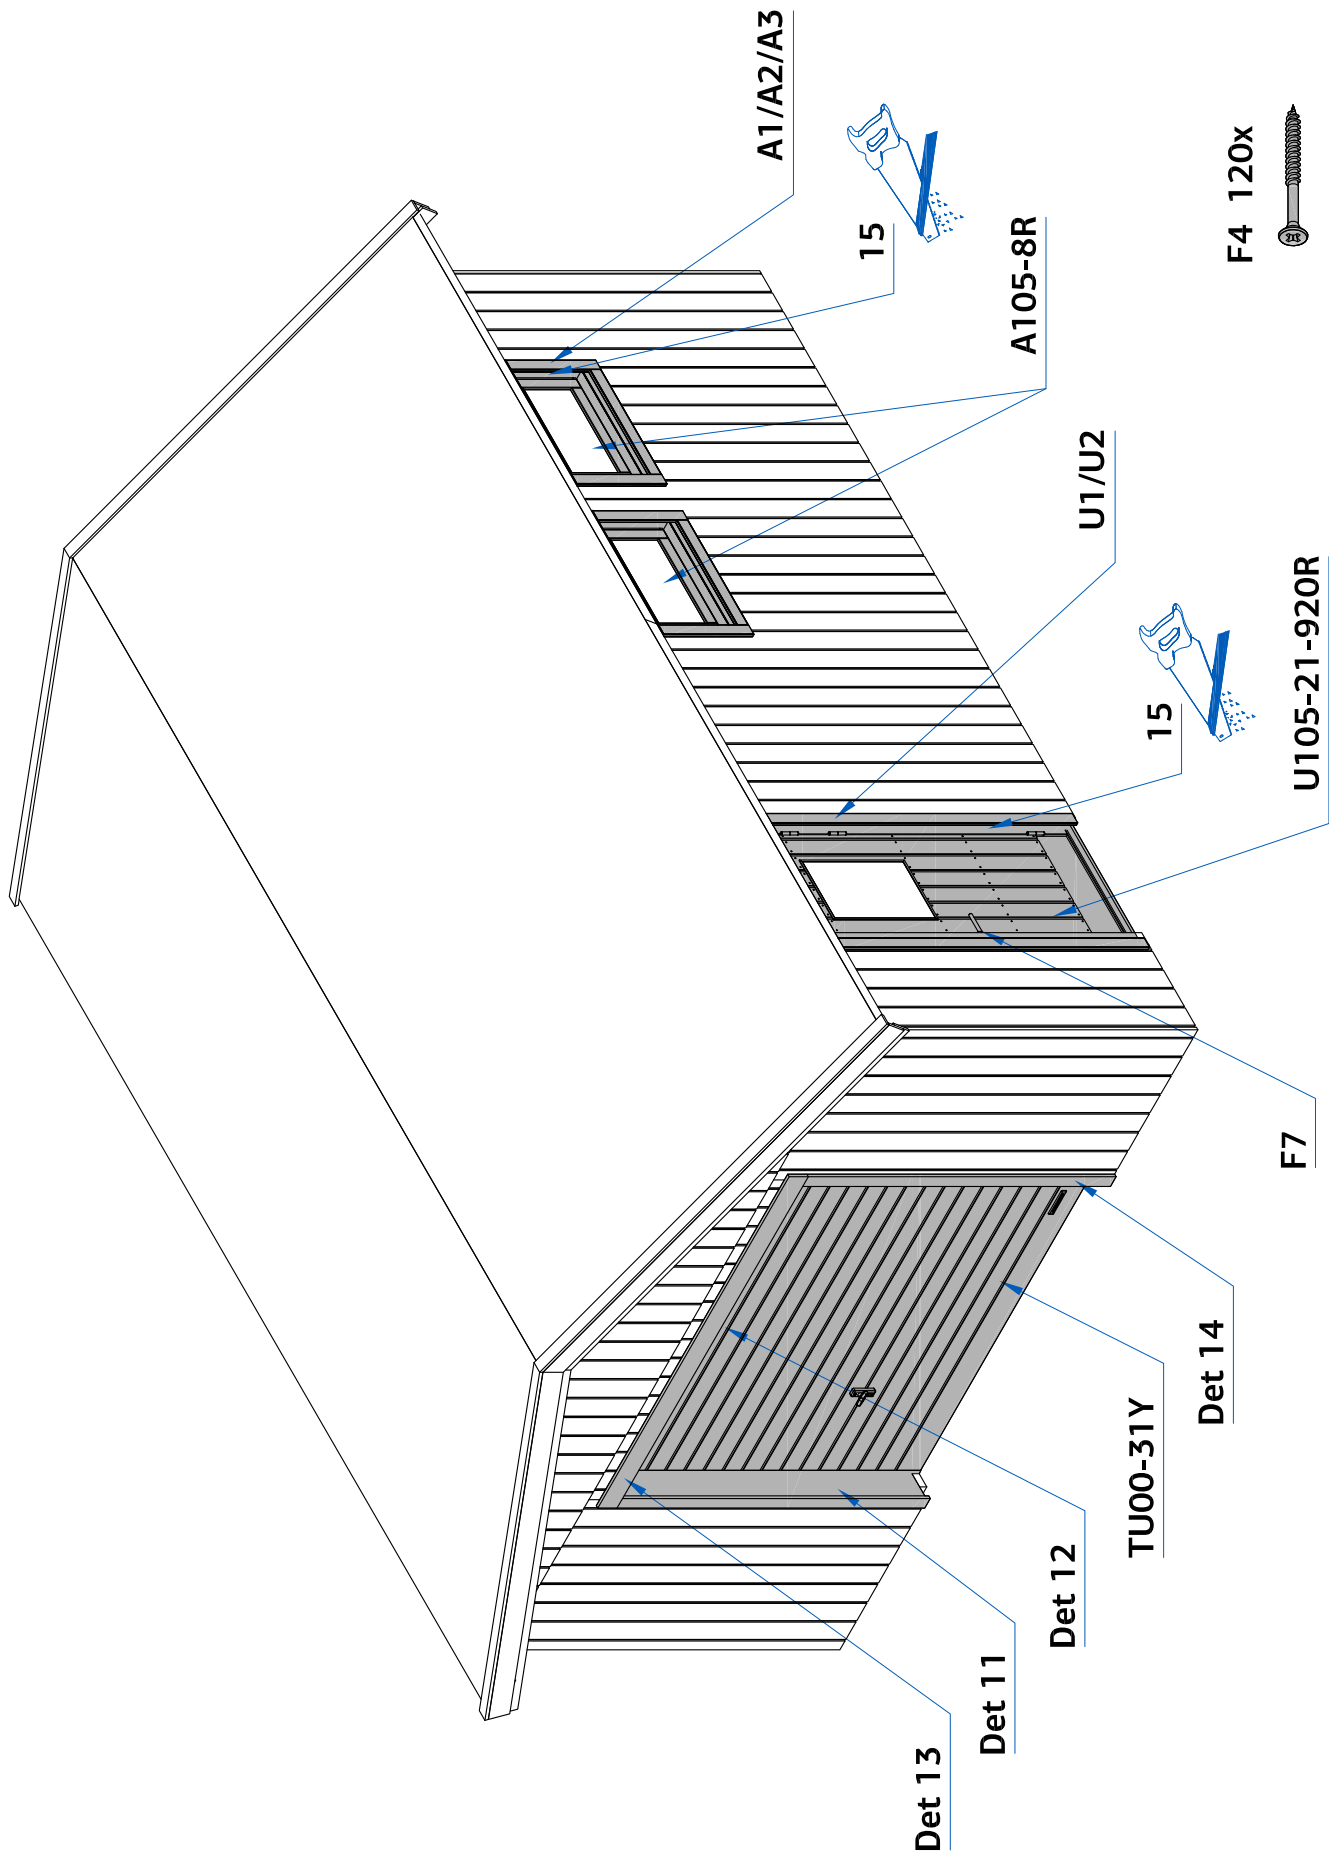 Det 13
Det 11
Det 12
TU00-31Y
Det 14
F7
U105-21-920R
15
U1/U2
A105-8R
15
A1/A2/A3
F4 120x